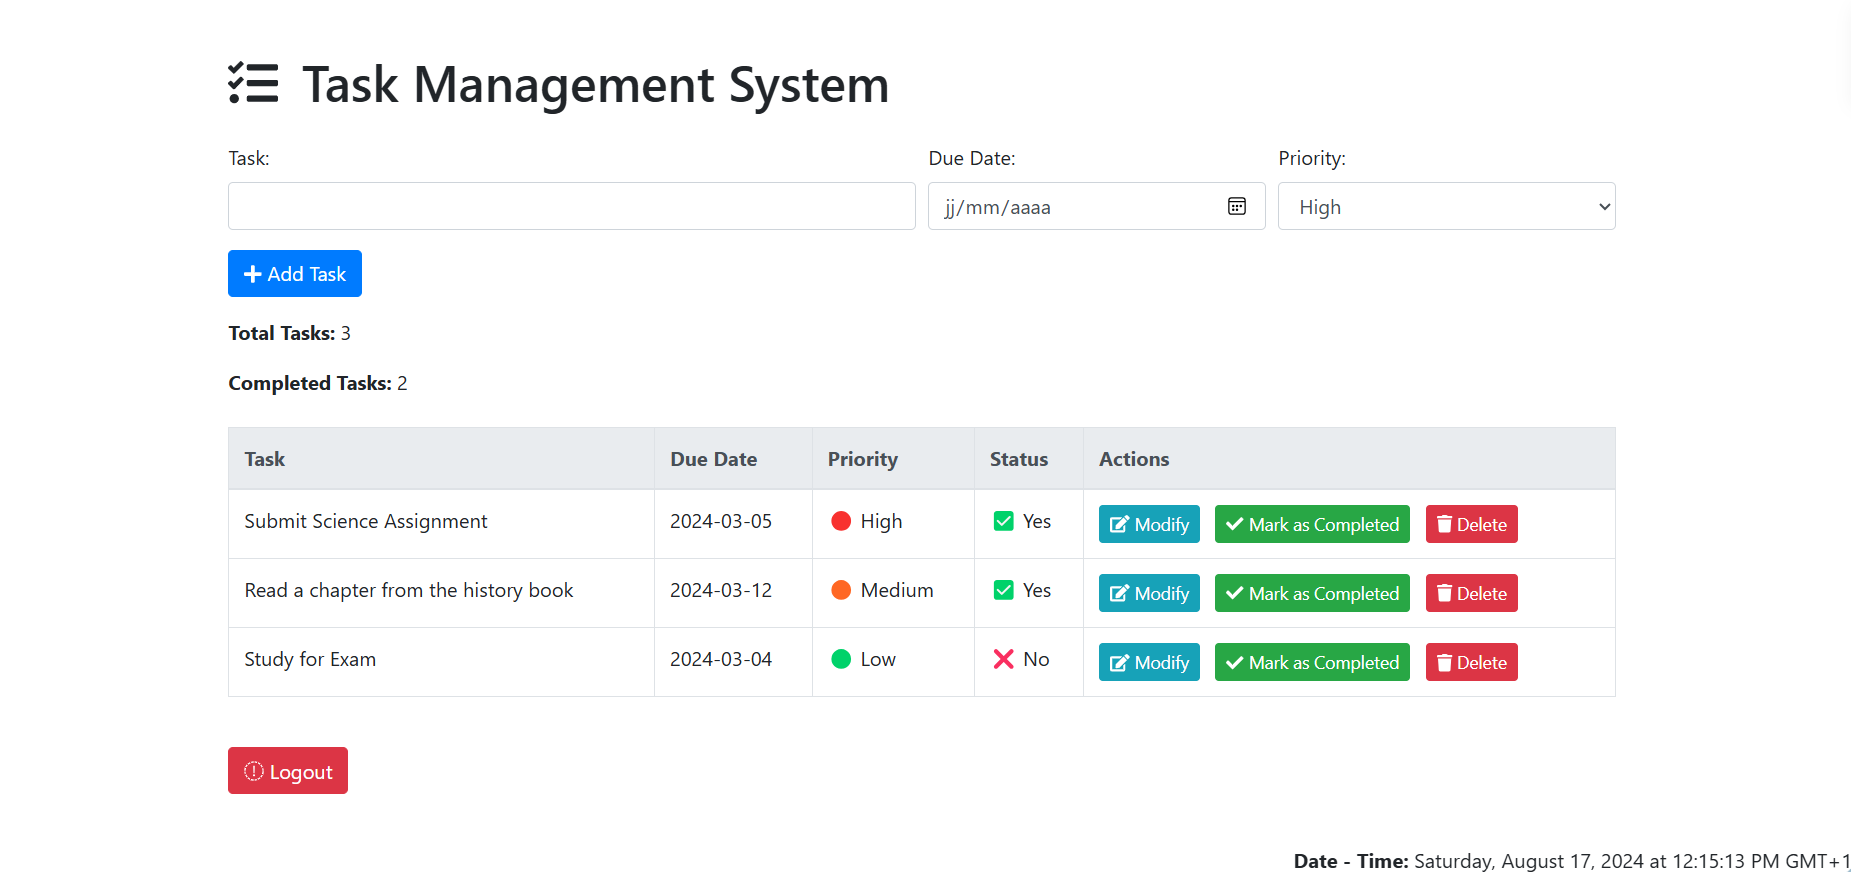 Task Management System
Task: Due Date: Priority:
jj/mm/aaaa High
Add Task
Total Tasks: 3
Completed Tasks: 2
Task Due Date Priority Status Actions
Submit Science Assignment 2024-03-05 High Yes Modify Mark as Completed Delete
Read a chapter from the history book 2024-03-12 Medium Yes Modify Mark as Completed Delete
Study for Exam 2024-03-04 Low No Modify Mark as Completed Delete
Logout
Date - Time: Saturday, August 17, 2024 at 12:15:13 PM GMT+1